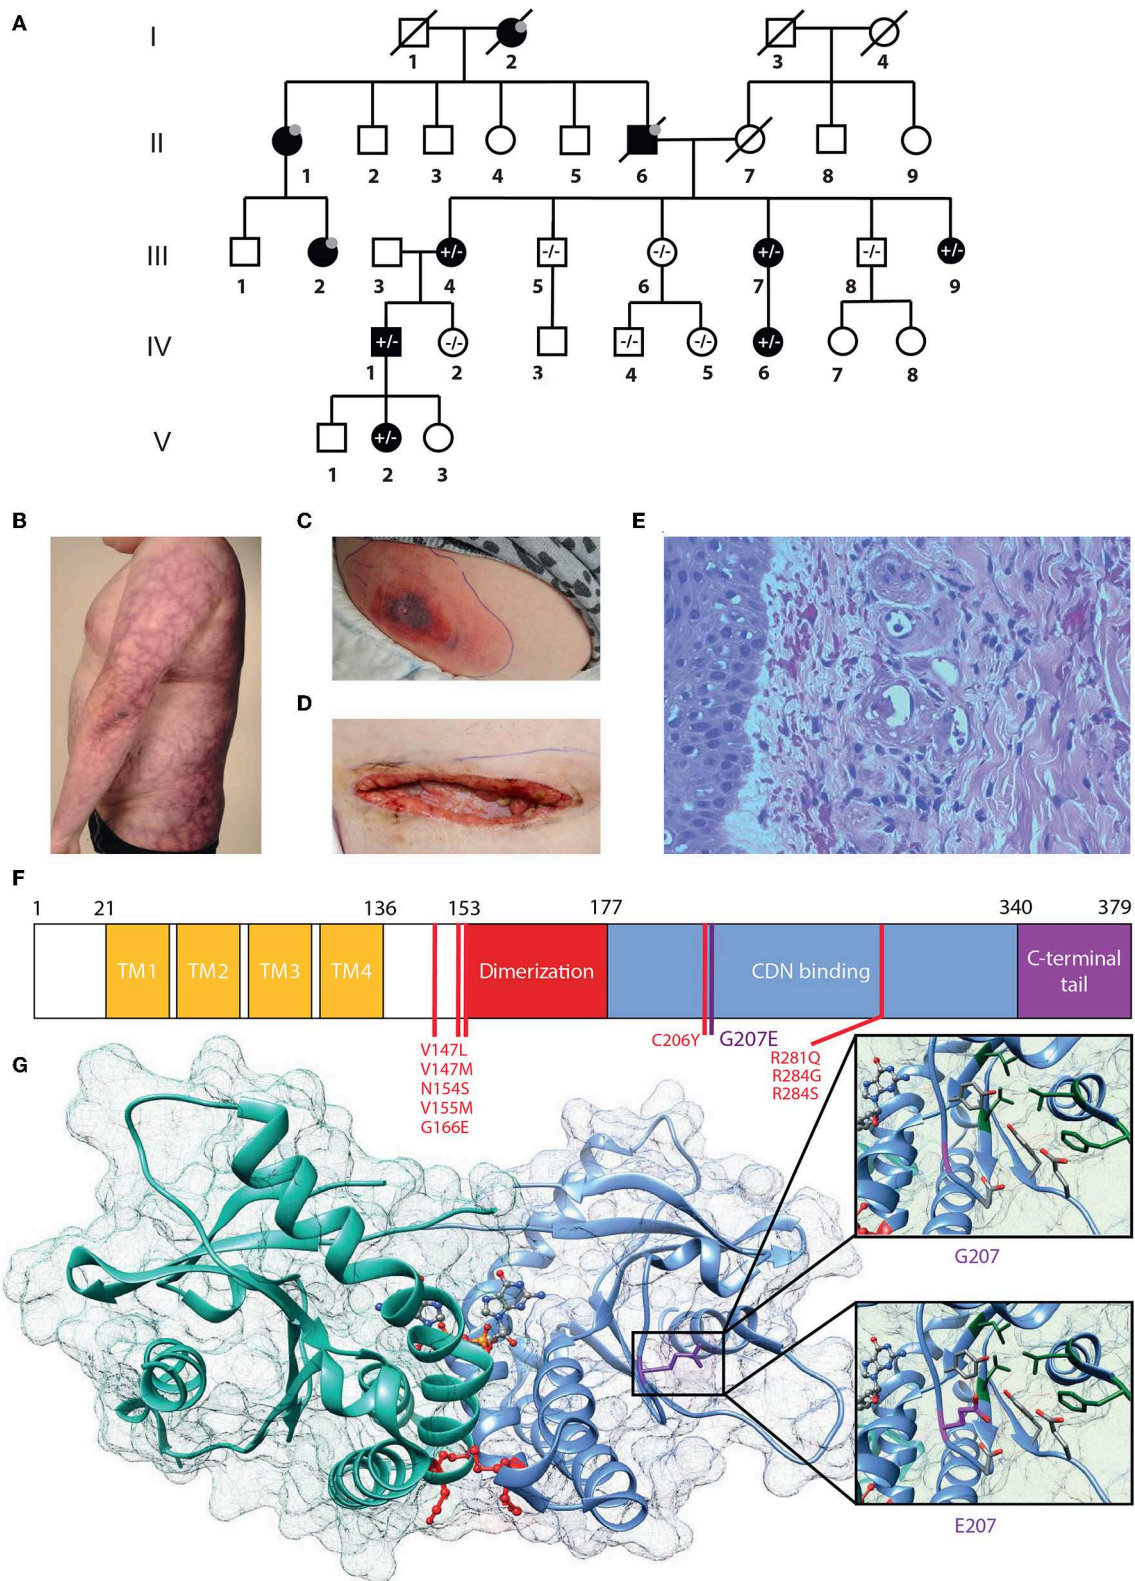 A
I
1 2 3 4
II
1 2 3 4 5 6 7 8 9
+/- -/- -/- +/- -/- +/-
III
1 2 3 4 5 6 7 8 9
+/- -/- -/- -/- +/-
IV
1 2 3 4 5 6 7 8
+/-
V
1 2 3
B C E
D
F
1 21 136 153 177 340 379
TM1 TM2 TM3 TM4 Dimerization CDN binding C-terminal
tail
C206Y G207E
V147L
V147M
N154S
V155M
G166E
R281Q
R284G
R284S
G
G207
E207